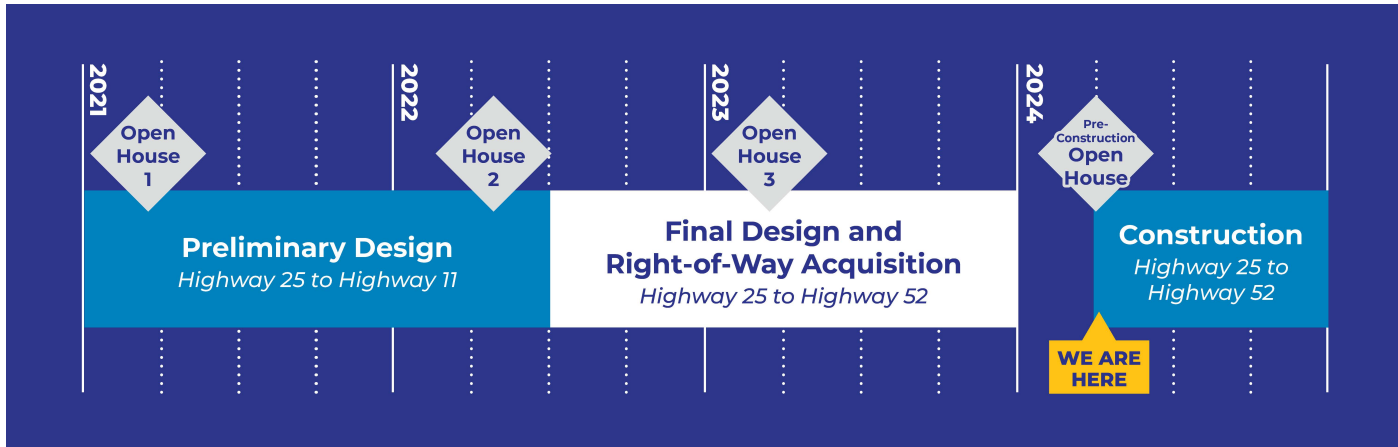 2021
2022
2023
2024
Open
House
1
Open
House
2
Open
House
3
Pre-
Construction
Open
House
Preliminary Design
Highway 25 to Highway 11
Final Design and
Right-of-Way Acquisition
Highway 25 to Highway 52
Construction
Highway 25 to
Highway 52
WE ARE
HERE